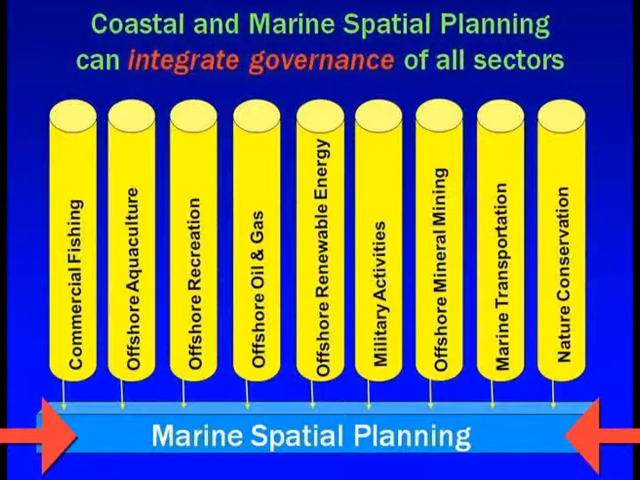 Coastal and Marine Spatial Planning
can integrate governance of all sectors
Commercial Fishing
Offshore Aquaculture
Offshore Recreation
Offshore Oil & Gas
Offshore Renewable Energy
Military Activities
Offshore Mineral Mining
Marine Transportation
Nature Conservation
Marine Spatial Planning